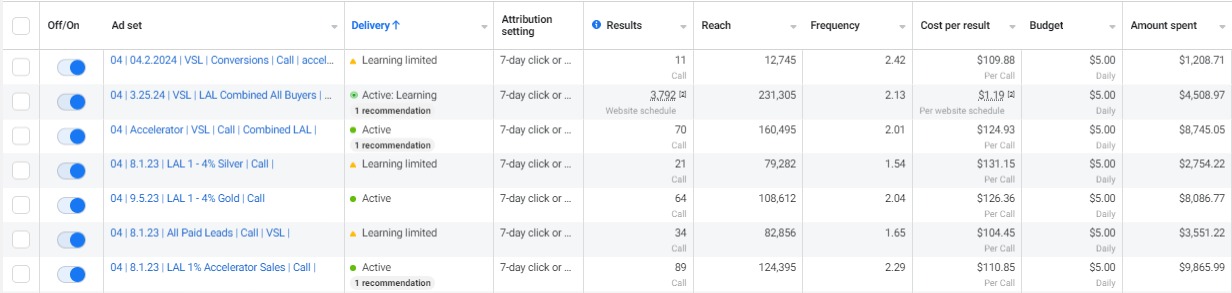 Off/On Ad set Delivery ↑ Attribution setting Results Reach Frequency Cost per result Budget Amount spent
04 | 04.2.2024 | VSL | Conversions | Call | accel... Learning limited 7-day click or ... 11 12,745 2.42 $109.88 $5.00 $1,208.71
Call Per Call Daily
04 | 3.25.24 | VSL | LAL Combined All Buyers | ... Active: Learning 7-day click or ... 3,792 [2] 231,305 2.13 $1.19 [2] $5.00 $4,508.97
1 recommendation Website schedule Per website schedule Daily
04 | Accelerator | VSL | Call | Combined LAL | Active 7-day click or ... 70 160,495 2.01 $124.93 $5.00 $8,745.05
1 recommendation Call Per Call Daily
04 | 8.1.23 | LAL 1 - 4% Silver | Call | Learning limited 7-day click or ... 21 79,282 1.54 $131.15 $5.00 $2,754.22
Call Per Call Daily
04 | 9.5.23 | LAL 1 - 4% Gold | Call Active 7-day click or ... 64 108,612 2.04 $126.36 $5.00 $8,086.77
Call Per Call Daily
04 | 8.1.23 | All Paid Leads | Call | VSL | Learning limited 7-day click or ... 34 82,856 1.65 $104.45 $5.00 $3,551.22
Call Per Call Daily
04 | 8.1.23 | LAL 1% Accelerator Sales | Call | Active 7-day click or ... 89 124,395 2.29 $110.85 $5.00 $9,865.99
1 recommendation Call Per Call Daily